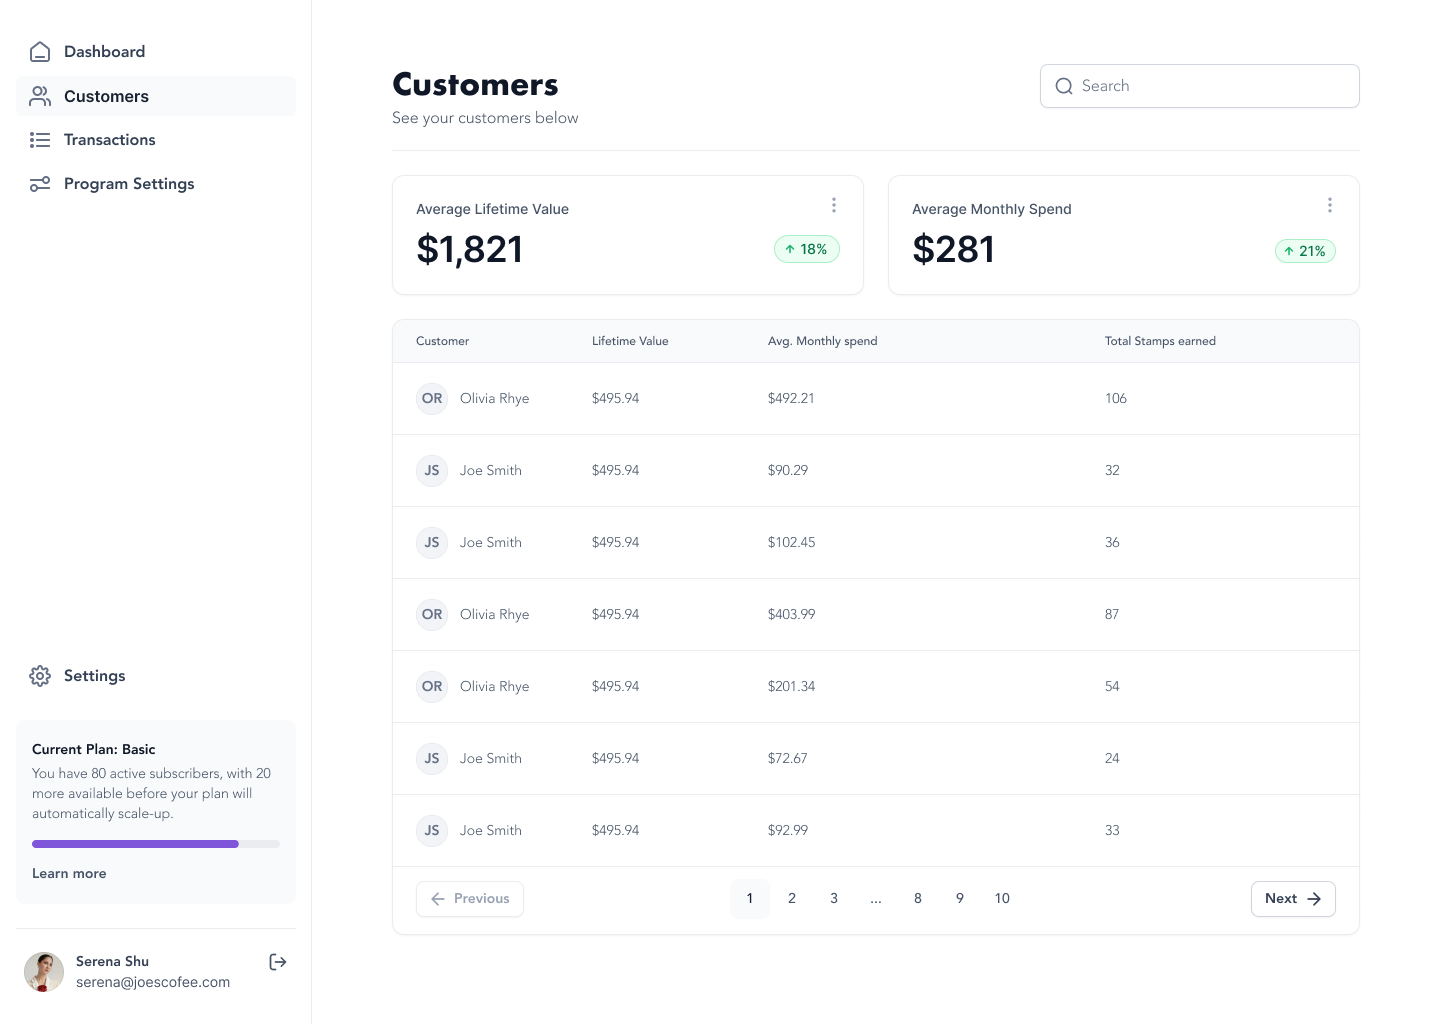 Dashboard
Customers
Transactions
Program Settings
Settings
Current Plan: Basic
You have 80 active subscribers, with 20
more available before your plan will
automatically scale-up.
Learn more
Serena Shu
serena@joescofee.com
Customers
See your customers below
Search
Average Lifetime Value
$1,821
18%
Average Monthly Spend
$281
21%
Customer Lifetime Value Avg. Monthly spend Total Stamps earned
OR Olivia Rhye $495.94 $492.21 106
JS Joe Smith $495.94 $90.29 32
JS Joe Smith $495.94 $102.45 36
OR Olivia Rhye $495.94 $403.99 87
OR Olivia Rhye $495.94 $201.34 54
JS Joe Smith $495.94 $72.67 24
JS Joe Smith $495.94 $92.99 33
Previous 1 2 3 ... 8 9 10 Next